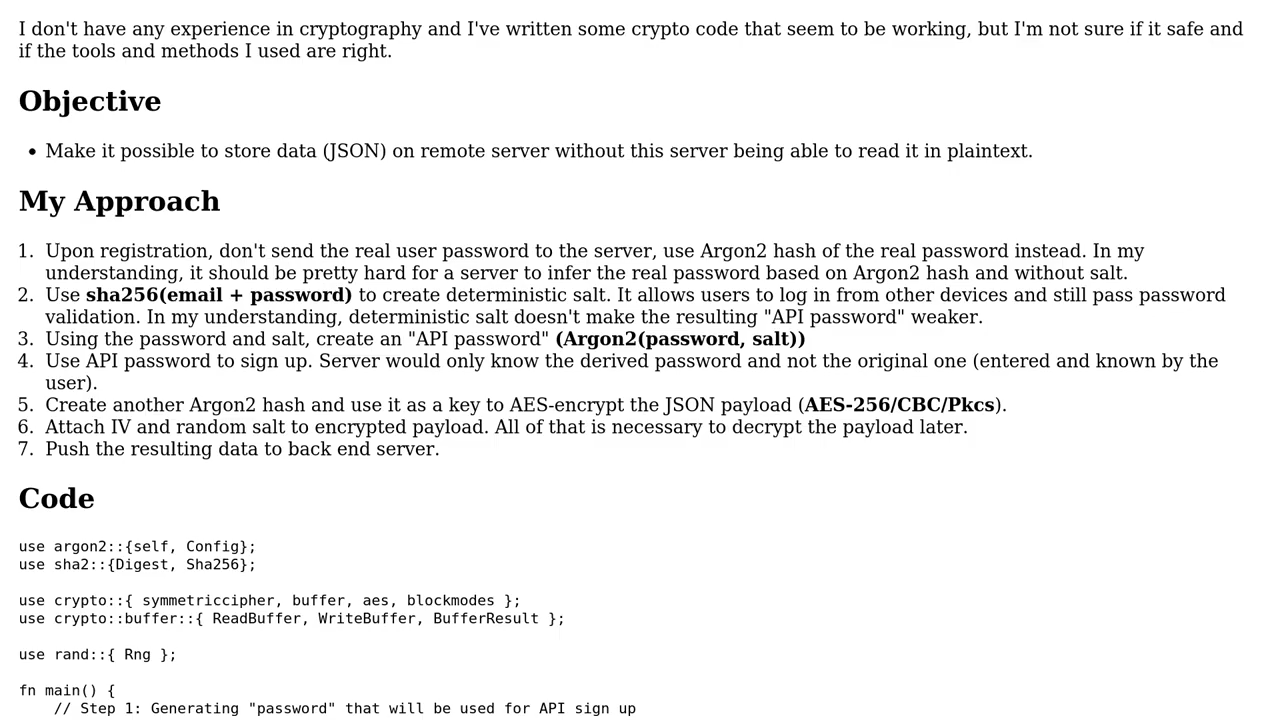 I don't have any experience in cryptography and I've written some crypto code that seem to be working, but I'm not sure if it safe and
if the tools and methods I used are right.
Objective
• Make it possible to store data (JSON) on remote server without this server being able to read it in plaintext.
My Approach
1. Upon registration, don't send the real user password to the server, use Argon2 hash of the real password instead. In my
understanding, it should be pretty hard for a server to infer the real password based on Argon2 hash and without salt.
2. Use sha256(email + password) to create deterministic salt. It allows users to log in from other devices and still pass password
validation. In my understanding, deterministic salt doesn't make the resulting "API password" weaker.
3. Using the password and salt, create an "API password" (Argon2(password, salt))
4. Use API password to sign up. Server would only know the derived password and not the original one (entered and known by the
user).
5. Create another Argon2 hash and use it as a key to AES-encrypt the JSON payload (AES-256/CBC/Pkcs).
6. Attach IV and random salt to encrypted payload. All of that is necessary to decrypt the payload later.
7. Push the resulting data to back end server.
Code
use argon2::{self, Config};
use sha2::{Digest, Sha256};
use crypto::{ symmetriccipher, buffer, aes, blockmodes };
use crypto::buffer::{ ReadBuffer, WriteBuffer, BufferResult };
use rand::{ Rng };
fn main() {
    // Step 1: Generating "password" that will be used for API sign up